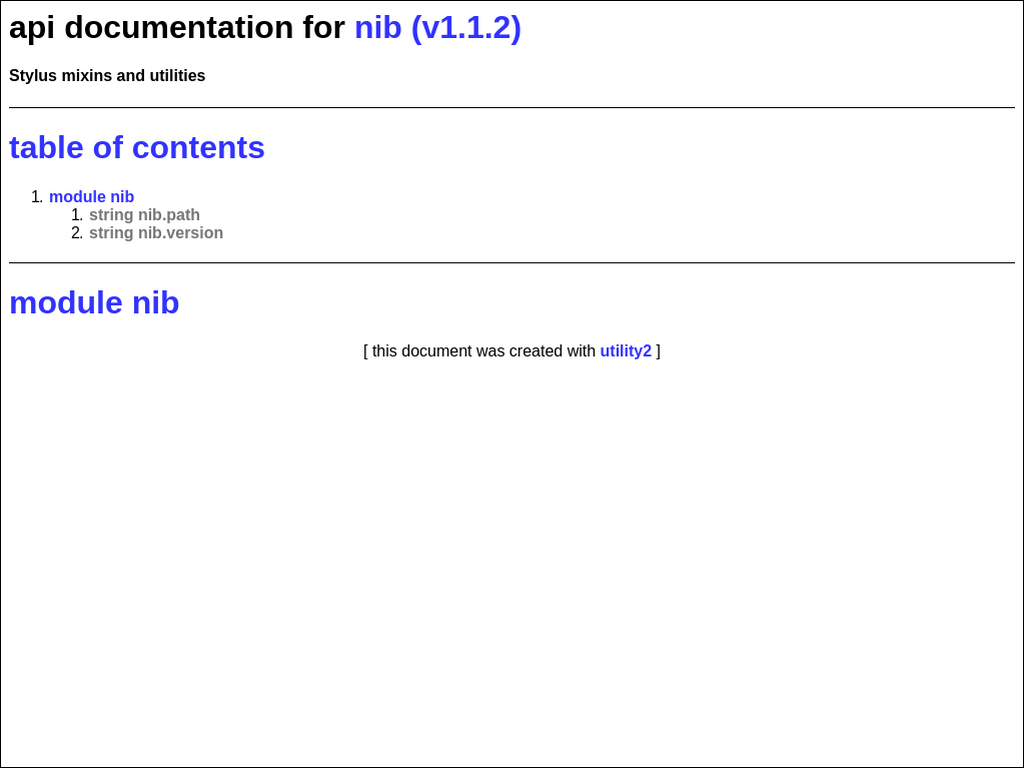 api documentation for nib (v1.1.2)
Stylus mixins and utilities
table of contents
1. module nib
1. string nib.path
2. string nib.version
module nib
[ this document was created with utility2 ]